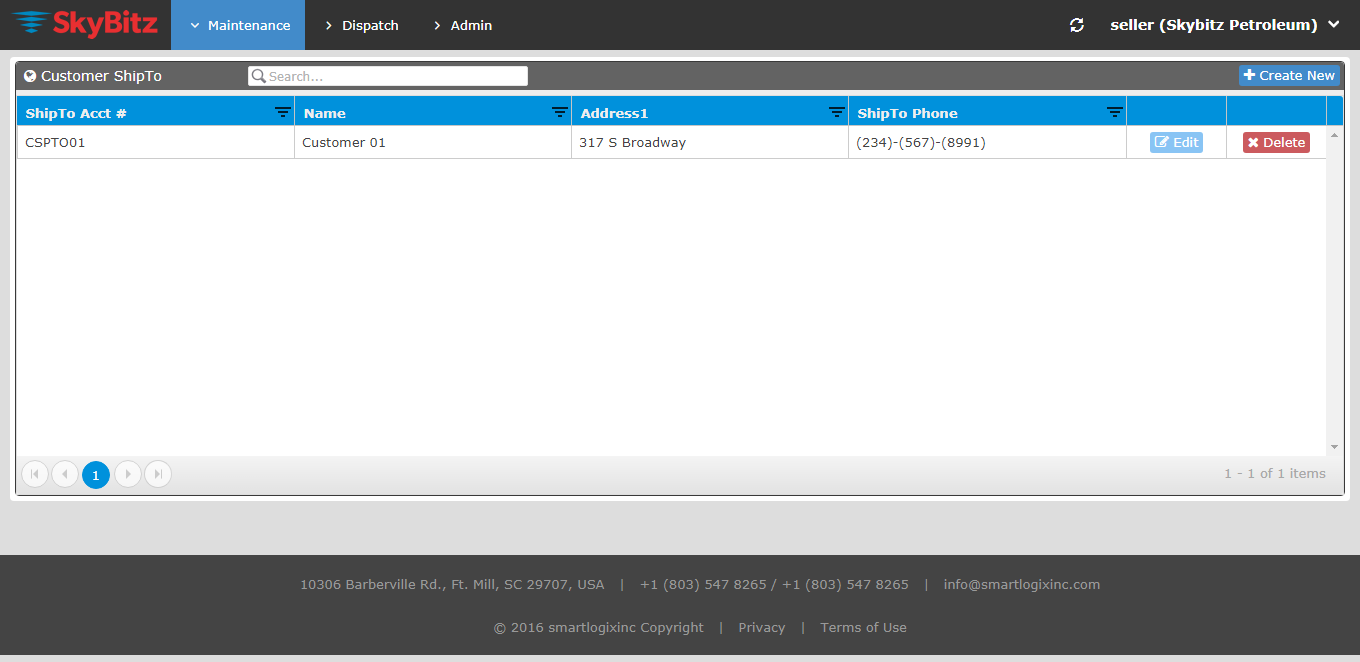 SkyBitz Maintenance Dispatch Admin seller (Skybitz Petroleum)
Customer ShipTo Search... Create New
ShipTo Acct # Name Address1 ShipTo Phone
CSPTO01 Customer 01 317 S Broadway (234)-(567)-(8991) Edit Delete
1 1 - 1 of 1 items
10306 Barberville Rd., Ft. Mill, SC 29707, USA | +1 (803) 547 8265 / +1 (803) 547 8265 | info@smartlogixinc.com
© 2016 smartlogixinc Copyright | Privacy | Terms of Use